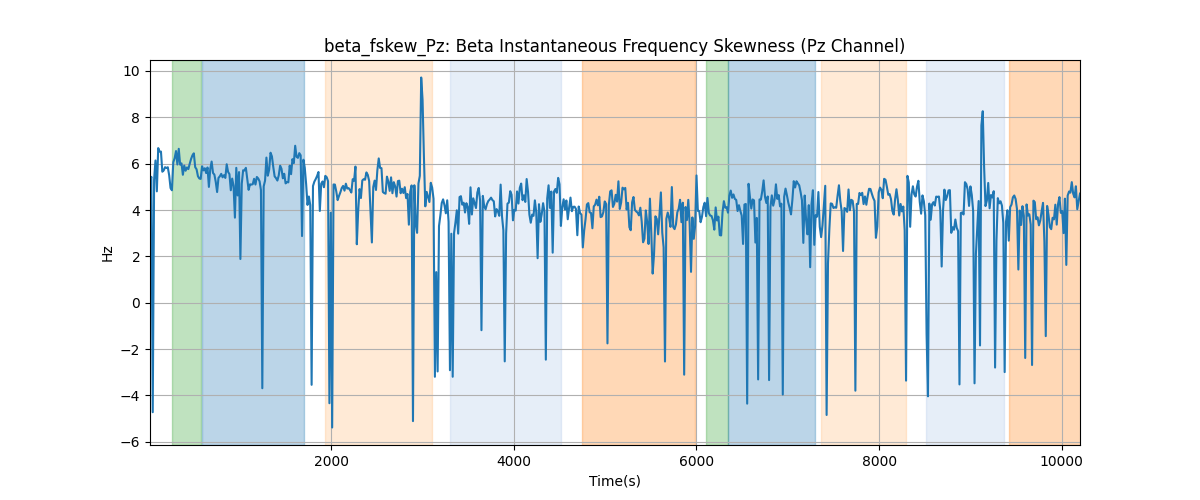 beta_fskew_Pz: Beta Instantaneous Frequency Skewness (Pz Channel)
10
8
6
4
2
0
−2
−4
−6
Hz
2000 4000 6000 8000 10000
Time(s)